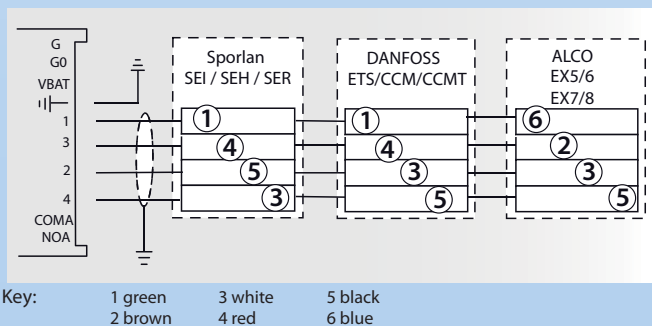 G
G0
VBAT
1
3
2
4
COMA
NOA
Sporlan
SEI / SEH / SER
1
4
5
3
DANFOSS
ETS/CCM/CCMT
1
4
3
5
ALCO
EX5/6
EX7/8
6
2
3
5
Key: 1 green 3 white 5 black
2 brown 4 red 6 blue